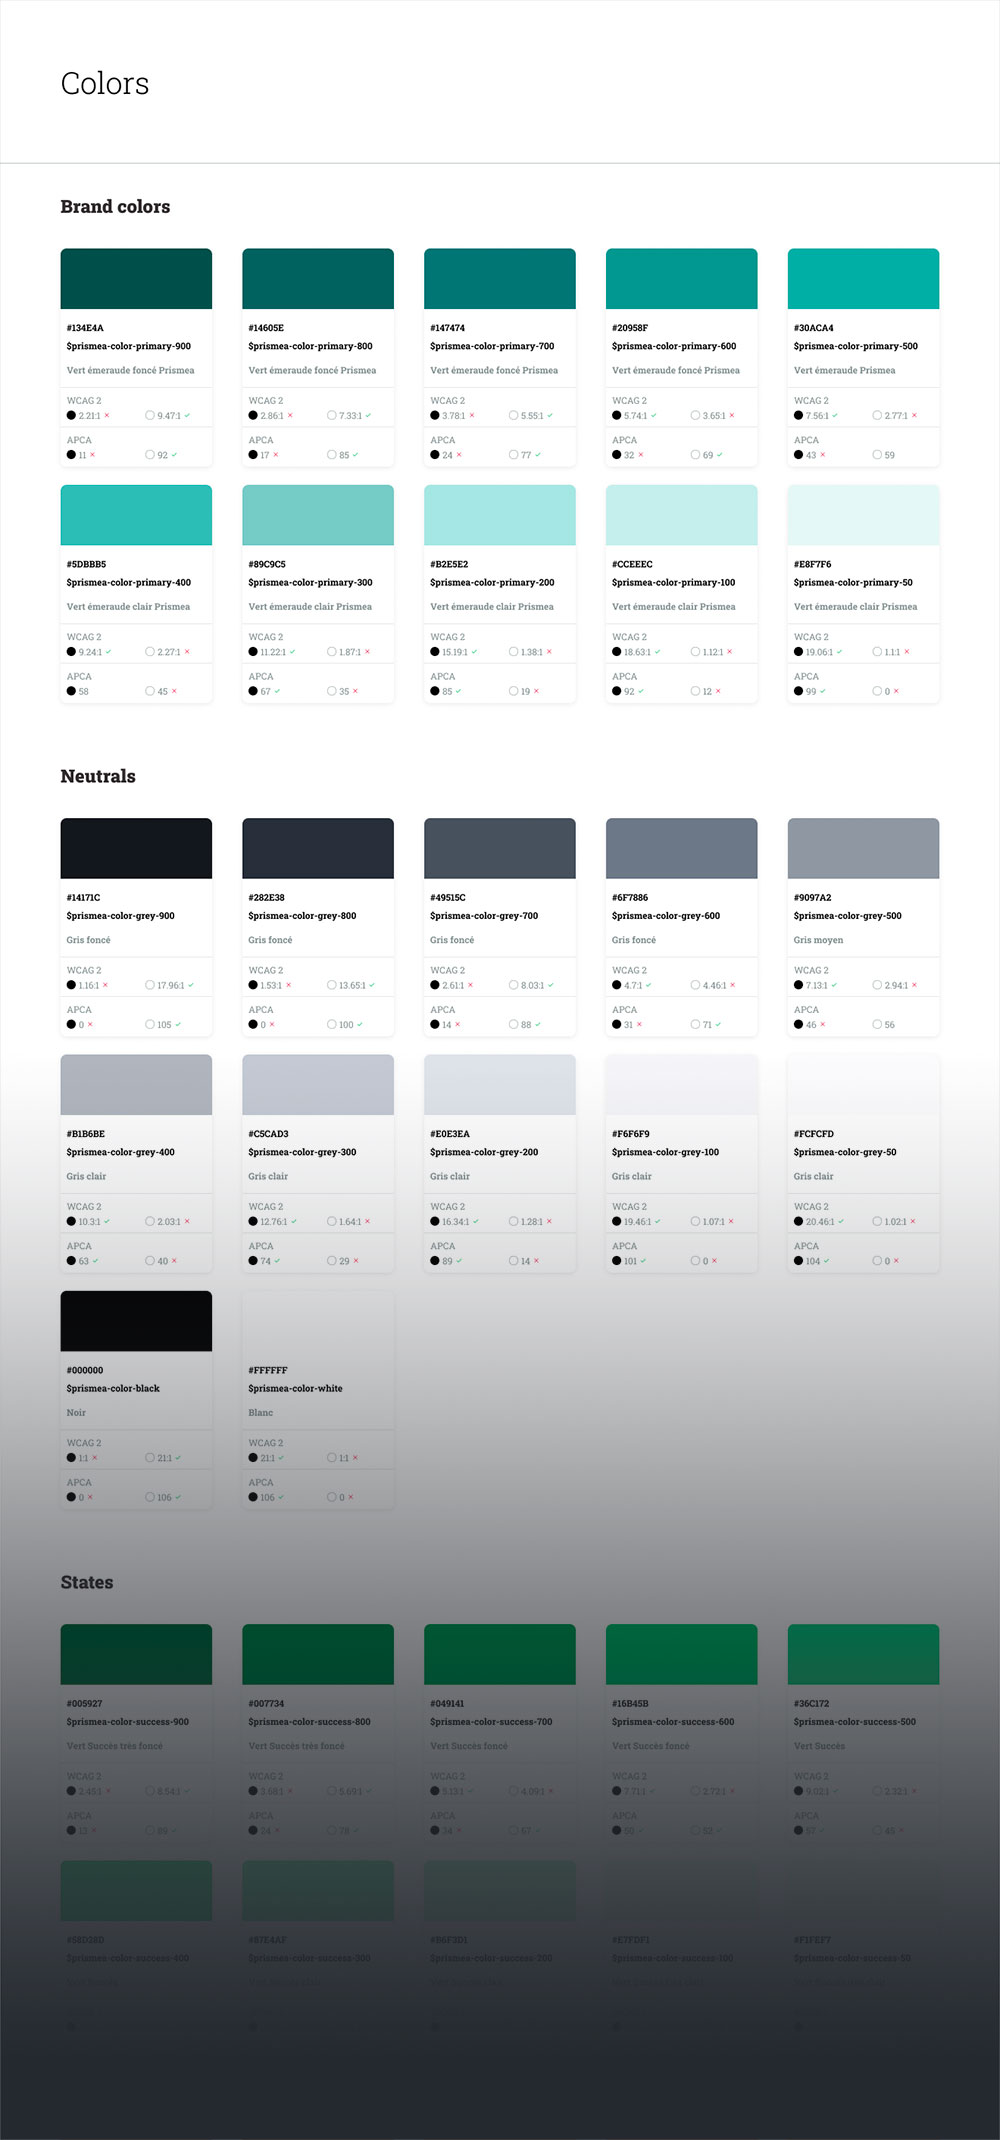 Colors
Brand colors
#134E4A
$prismea-color-primary-900
Vert émeraude foncé Prismea
WCAG 2
2.21:1 × 9.47:1 ✓
APCA
11 × 92 ✓
#14605E
$prismea-color-primary-800
Vert émeraude foncé Prismea
WCAG 2
2.86:1 × 7.33:1 ✓
APCA
17 × 85 ✓
#147474
$prismea-color-primary-700
Vert émeraude foncé Prismea
WCAG 2
3.78:1 × 5.55:1 ✓
APCA
24 × 77 ✓
#20958F
$prismea-color-primary-600
Vert émeraude foncé Prismea
WCAG 2
5.74:1 ✓ 3.65:1 ×
APCA
32 × 69 ✓
#30ACA4
$prismea-color-primary-500
Vert émeraude Prismea
WCAG 2
7.56:1 ✓ 2.77:1 ×
APCA
43 × 59
#5DBBB5
$prismea-color-primary-400
Vert émeraude clair Prismea
WCAG 2
9.24:1 ✓ 2.27:1 ×
APCA
58 45 ×
#89C9C5
$prismea-color-primary-300
Vert émeraude clair Prismea
WCAG 2
11.22:1 ✓ 1.87:1 ×
APCA
67 ✓ 35 ×
#B2E5E2
$prismea-color-primary-200
Vert émeraude clair Prismea
WCAG 2
15.19:1 ✓ 1.38:1 ×
APCA
85 ✓ 19 ×
#CCEEEC
$prismea-color-primary-100
Vert émeraude clair Prismea
WCAG 2
18.63:1 ✓ 1.12:1 ×
APCA
92 ✓ 12 ×
#E8F7F6
$prismea-color-primary-50
Vert émeraude clair Prismea
WCAG 2
19.06:1 ✓ 1.1:1 ×
APCA
99 ✓ 0 ×
Neutrals
#14171C
$prismea-color-grey-900
Gris foncé
WCAG 2
1.16:1 × 17.96:1 ✓
APCA
0 × 105 ✓
#282E38
$prismea-color-grey-800
Gris foncé
WCAG 2
1.53:1 × 13.65:1 ✓
APCA
0 × 100 ✓
#49515C
$prismea-color-grey-700
Gris foncé
WCAG 2
2.61:1 × 8.03:1 ✓
APCA
14 × 88 ✓
#6F7886
$prismea-color-grey-600
Gris foncé
WCAG 2
4.7:1 ✓ 4.46:1 ×
APCA
31 × 71 ✓
#9097A2
$prismea-color-grey-500
Gris moyen
WCAG 2
7.13:1 ✓ 2.94:1 ×
APCA
46 × 56
#B1B6BE
$prismea-color-grey-400
Gris clair
WCAG 2
10.3:1 ✓ 2.03:1 ×
APCA
63 ✓ 40 ×
#C5CAD3
$prismea-color-grey-300
Gris clair
WCAG 2
12.76:1 ✓ 1.64:1 ×
APCA
74 ✓ 29 ×
#E0E3EA
$prismea-color-grey-200
Gris clair
WCAG 2
16.34:1 ✓ 1.28:1 ×
APCA
89 ✓ 14 ×
#F6F6F9
$prismea-color-grey-100
Gris clair
WCAG 2
19.46:1 ✓ 1.07:1 ×
APCA
101 ✓ 0 ×
#FCFCFD
$prismea-color-grey-50
Gris clair
WCAG 2
20.46:1 ✓ 1.02:1 ×
APCA
104 ✓ 0 ×
#000000
$prismea-color-black
Noir
WCAG 2
1:1 × 21:1 ✓
APCA
0 × 106 ✓
#FFFFFF
$prismea-color-white
Blanc
WCAG 2
21:1 ✓ 1:1 ×
APCA
106 ✓ 0 ×
States
#005927
$prismea-color-success-900
Vert Succès très foncé
WCAG 2
2.45:1 × 8.54:1 ✓
APCA
13 × 89 ✓
#007734
$prismea-color-success-800
Vert Succès très foncé
WCAG 2
3.68:1 × 5.69:1 ✓
APCA
24 × 78 ✓
#049141
$prismea-color-success-700
Vert Succès foncé
WCAG 2
5.13:1 ✓ 4.09:1 ×
APCA
34 × 67 ✓
#16B45B
$prismea-color-success-600
Vert Succès foncé
WCAG 2
7.71:1 ✓ 2.72:1 ×
APCA
50 ✓ 52 ✓
#36C172
$prismea-color-success-500
Vert Succès
WCAG 2
9.02:1 ✓ 2.32:1 ×
APCA
57 ✓ 45 ×
$prismea-color-success-400
#87E4AF
$prismea-color-success-300
#B6F3D1
$prismea-color-success-200
#E7FDF1
$prismea-color-success-100
#F1FEF7
$prismea-color-success-50